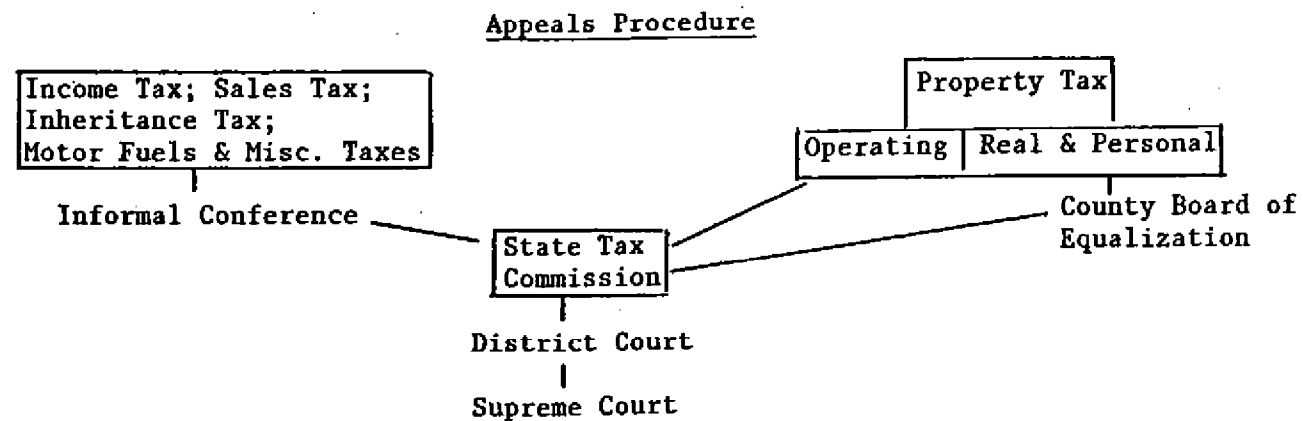 Appeals Procedure
Income Tax; Sales Tax;
Inheritance Tax;
Motor Fuels & Misc. Taxes
Property Tax
Operating | Real & Personal
Informal Conference
County Board of
Equalization
State Tax
Commission
District Court
Supreme Court